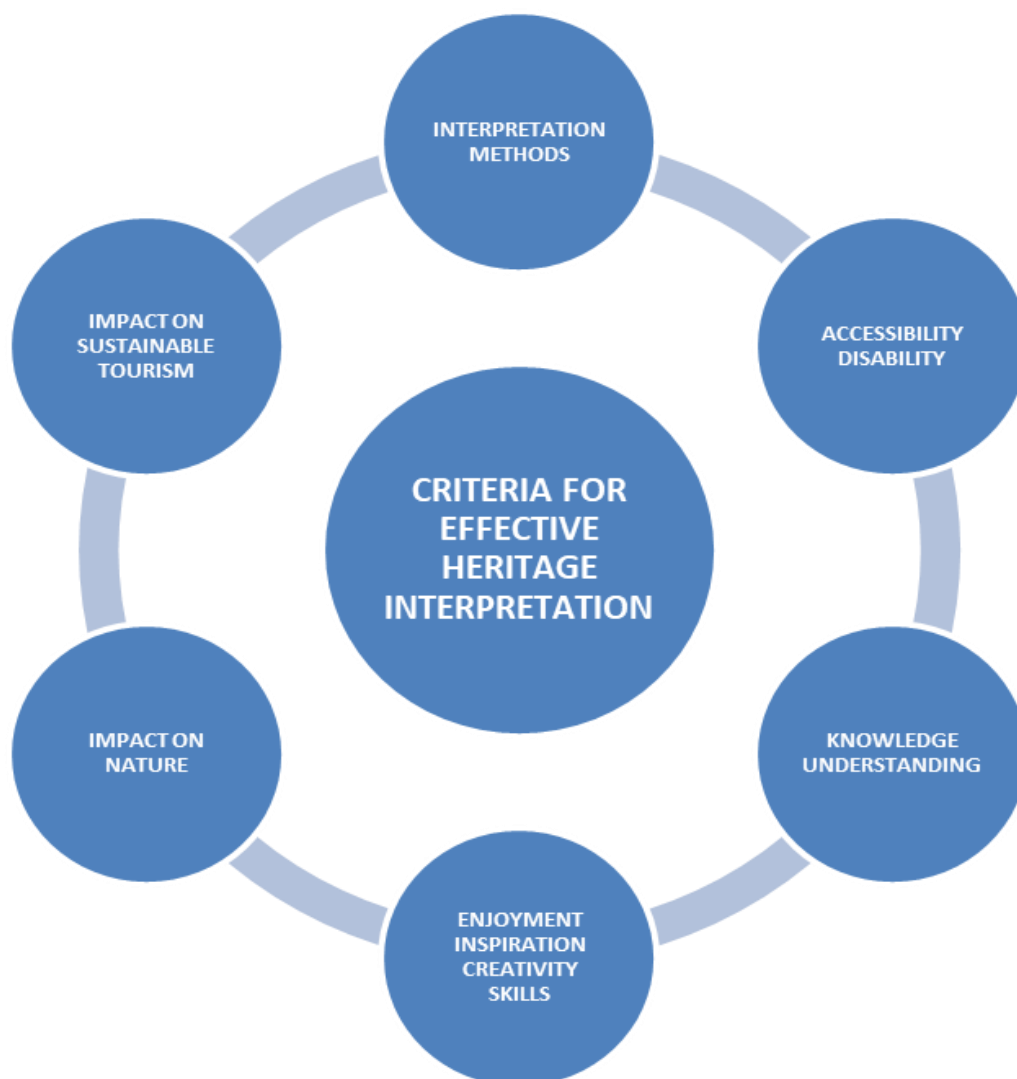 INTERPRETATION
METHODS
ACCESSIBILITY
DISABILITY
KNOWLEDGE
UNDERSTANDING
ENJOYMENT
INSPIRATION
CREATIVITY
SKILLS
IMPACT ON
NATURE
IMPACT ON
SUSTAINABLE
TOURISM
CRITERIA FOR
EFFECTIVE
HERITAGE
INTERPRETATION